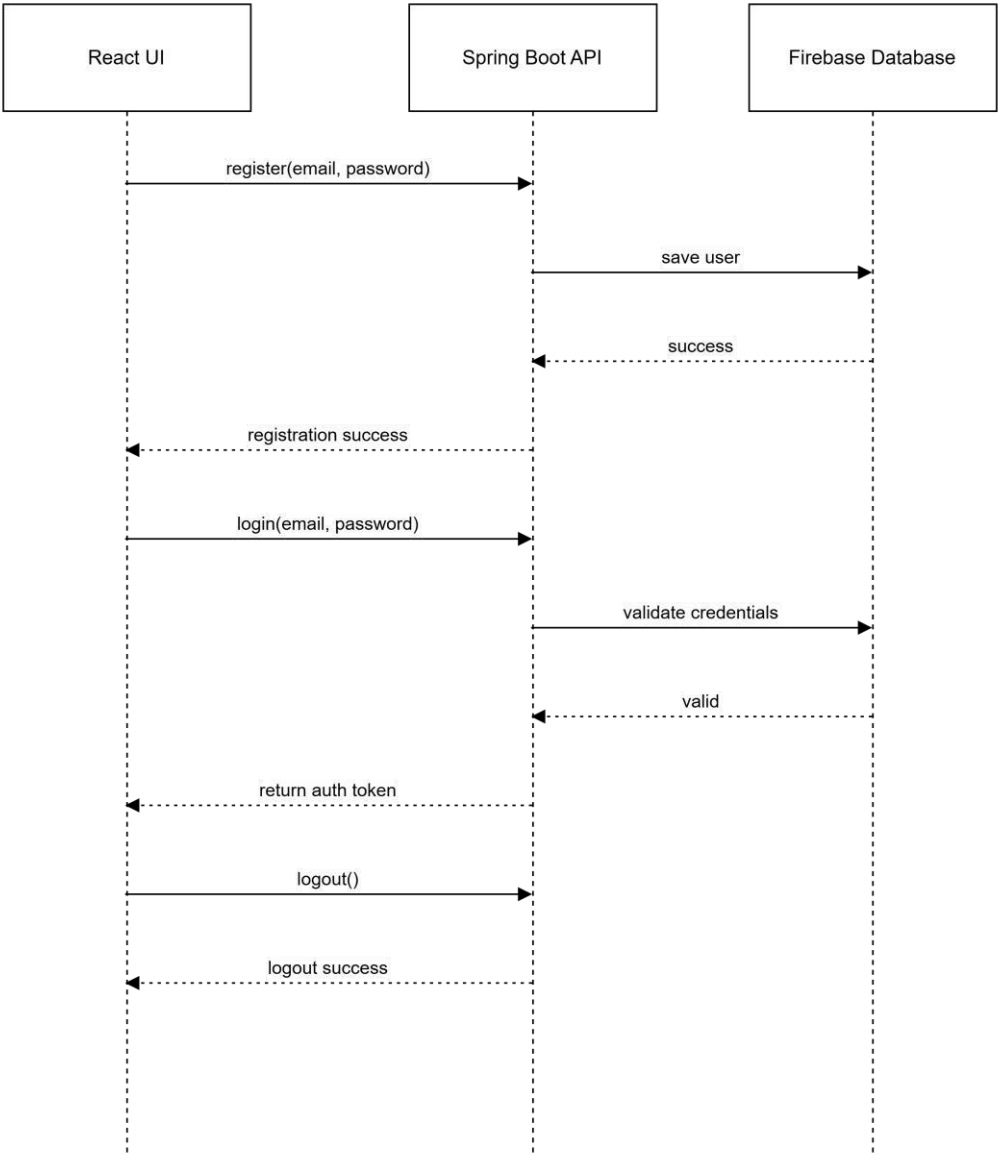 React UI
Spring Boot API
Firebase Database
register(email, password)
save user
success
registration success
login(email, password)
validate credentials
valid
return auth token
logout()
logout success